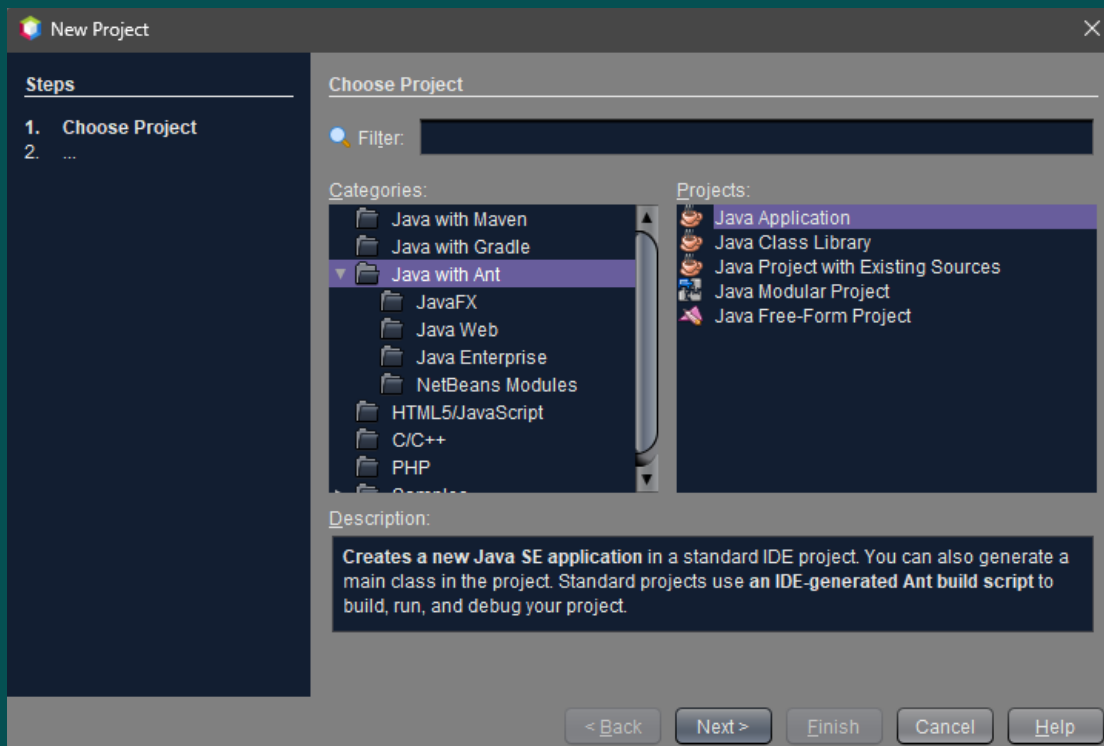 New Project
Steps
1. Choose Project
2. ...
Choose Project
Filter:
Categories:
Java with Maven
Java with Gradle
Java with Ant
JavaFX
Java Web
Java Enterprise
NetBeans Modules
HTML5/JavaScript
C/C++
PHP
Samples
Projects:
Java Application
Java Class Library
Java Project with Existing Sources
Java Modular Project
Java Free-Form Project
Description:
Creates a new Java SE application in a standard IDE project. You can also generate a
main class in the project. Standard projects use an IDE-generated Ant build script to
build, run, and debug your project.
< Back
Next >
Finish
Cancel
Help